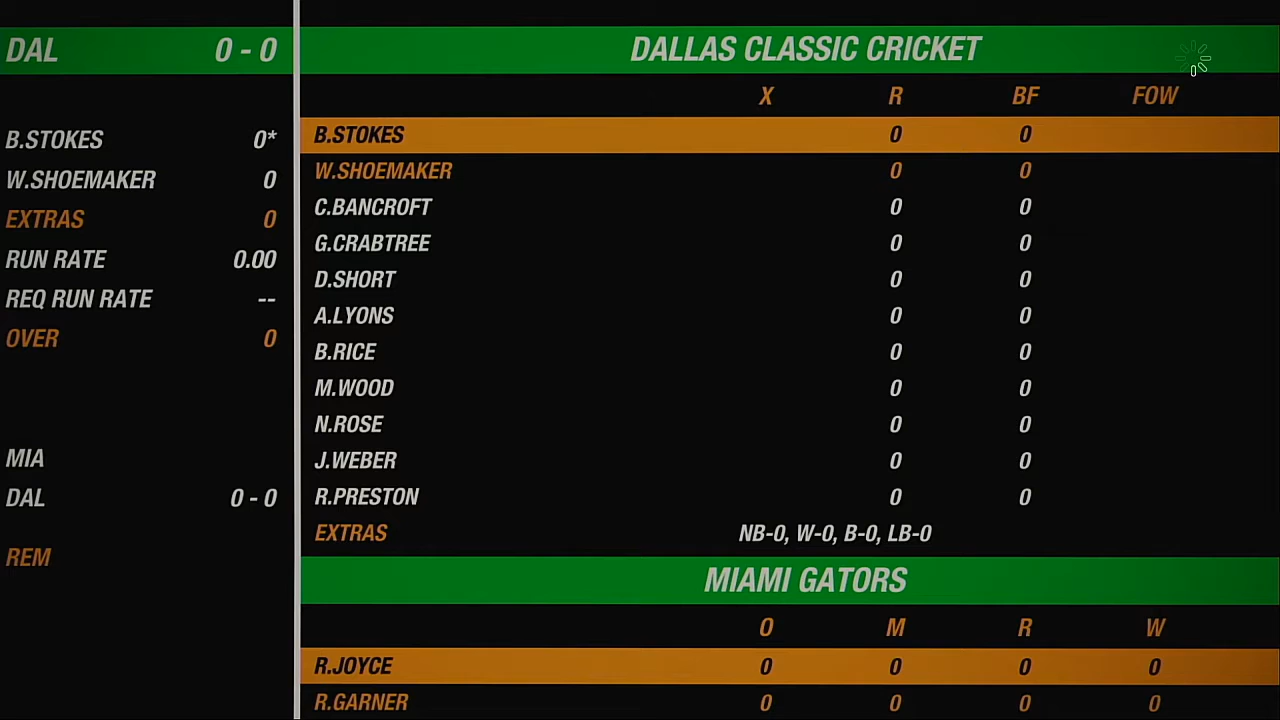 DAL 0 - 0
B.STOKES 0*
W.SHOEMAKER 0
EXTRAS 0
RUN RATE 0.00
REQ RUN RATE --
OVER 0
MIA
DAL 0 - 0
REM
DALLAS CLASSIC CRICKET
X R BF FOW
B.STOKES 0 0
W.SHOEMAKER 0 0
C.BANCROFT 0 0
G.CRABTREE 0 0
D.SHORT 0 0
A.LYONS 0 0
B.RICE 0 0
M.WOOD 0 0
N.ROSE 0 0
J.WEBER 0 0
R.PRESTON 0 0
EXTRAS NB-0, W-0, B-0, LB-0
MIAMI GATORS
O M R W
R.JOYCE 0 0 0 0
R.GARNER 0 0 0 0